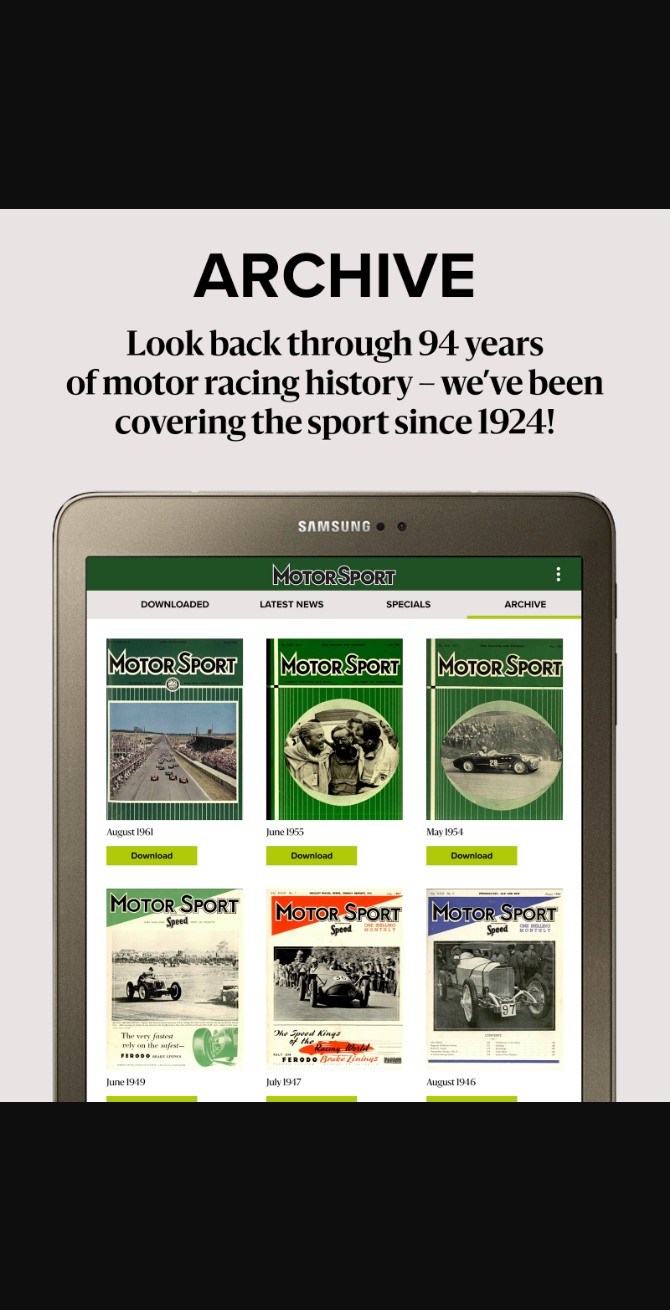 ARCHIVE
Look back through 94 years
of motor racing history – we've been
covering the sport since 1924!
SAMSUNG
MOTOR SPORT
DOWNLOADED
LATEST NEWS
SPECIALS
ARCHIVE
MOTOR SPORT
MOTOR SPORT
MOTOR SPORT
28
August 1961
June 1955
May 1954
Download
Download
Download
MOTOR SPORT
Speed
The very fastest
rely on the safest–
FERODO BRAKE LININGS
MOTOR SPORT
Speed
ONE SHILLING
MONTHLY
The Speed Kings
of the Racing World
RELY ON
FERODO Brake Linings
MOTOR SPORT
Speed
ONE SHILLING
MONTHLY
97
CONTENTS
June 1949
July 1947
August 1946